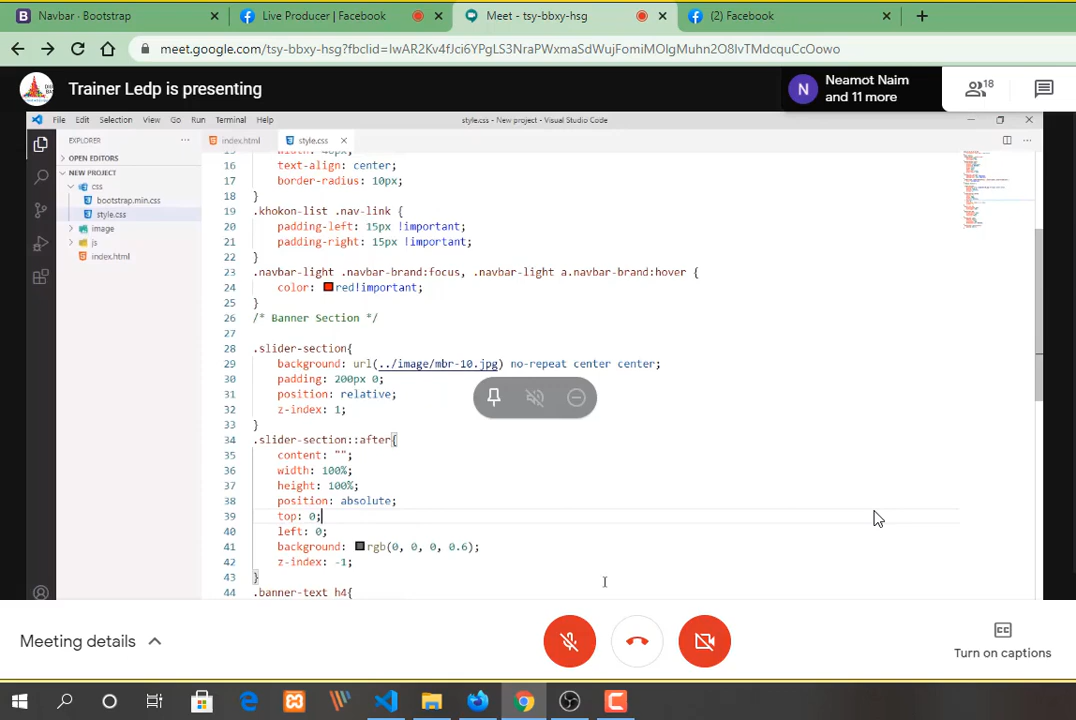 Navbar · Bootstrap
Live Producer | Facebook
Meet - tsy-bbxy-hsg
(2) Facebook
meet.google.com/tsy-bbxy-hsg?fbclid=IwAR2Kv4fJci6YPgLS3NraPWxmaSdWujFomiMOIgMuhn2O8IvTMdcquCcOowo
Trainer Ledp is presenting
N
Neamot Naim
and 11 more
18
File Edit Selection View Go Run Terminal Help
style.css - New project - Visual Studio Code
EXPLORER
OPEN EDITORS
NEW PROJECT
css
bootstrap.min.css
style.css
image
js
index.html
index.html
style.css
16 text-align: center;
17 border-radius: 10px;
18 }
19 .khokon-list .nav-link {
20 padding-left: 15px !important;
21 padding-right: 15px !important;
22 }
23 .navbar-light .navbar-brand:focus, .navbar-light a.navbar-brand:hover {
24 color: red!important;
25 }
26 /* Banner Section */
27
28 .slider-section{
29 background: url(../image/mbr-10.jpg) no-repeat center center;
30 padding: 200px 0;
31 position: relative;
32 z-index: 1;
33 }
34 .slider-section::after{
35 content: "";
36 width: 100%;
37 height: 100%;
38 position: absolute;
39 top: 0;
40 left: 0;
41 background: rgb(0, 0, 0, 0.6);
42 z-index: -1;
43 }
44 .banner-text h4{
Meeting details
Turn on captions